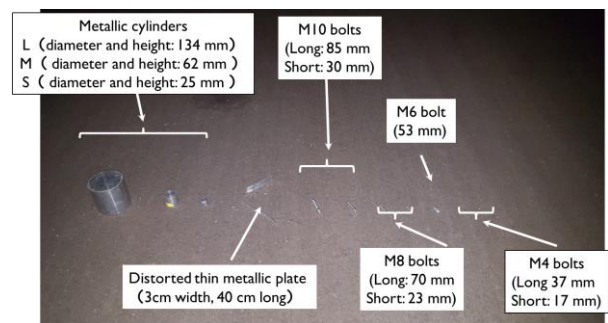 Metallic cylinders
L （diameter and height: 134 mm)
M （ diameter and height: 62 mm）
S （ diameter and height: 25 mm）
M10 bolts
(Long: 85 mm
Short: 30 mm)
M6 bolt
(53 mm)
Distorted thin metallic plate
(3cm width, 40 cm long)
M8 bolts
(Long: 70 mm
Short: 23 mm)
M4 bolts
(Long 37 mm
Short: 17 mm)